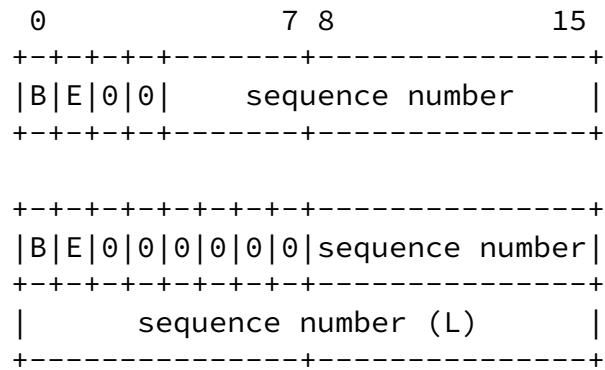 0               7 8            15
+-+-+-+-+-------+---------------+
|B|E|0|0|    sequence number    |
+-+-+-+-+-------+---------------+

+-+-+-+-+-+-+-+-+---------------+
|B|E|0|0|0|0|0|0|sequence number|
+-+-+-+-+-+-+-+-+---------------+
|      sequence number (L)      |
+---------------+---------------+